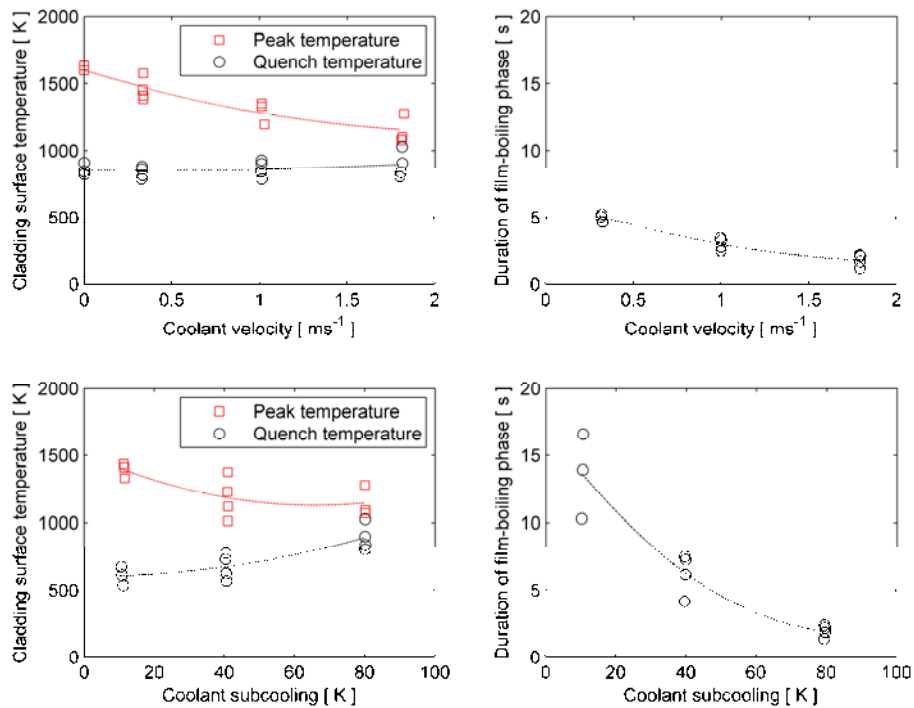 Cladding surface temperature [ K ]
2000
1500
1000
500
0
Peak temperature
Quench temperature
0 0.5 1 1.5 2
Coolant velocity [ ms⁻¹ ]
Duration of film-boiling phase [ s ]
20
15
10
5
0
0 0.5 1 1.5 2
Coolant velocity [ ms⁻¹ ]
Cladding surface temperature [ K ]
2000
1500
1000
500
0
Peak temperature
Quench temperature
0 20 40 60 80 100
Coolant subcooling [ K ]
Duration of film-boiling phase [ s ]
20
15
10
5
0
0 20 40 60 80 100
Coolant subcooling [ K ]